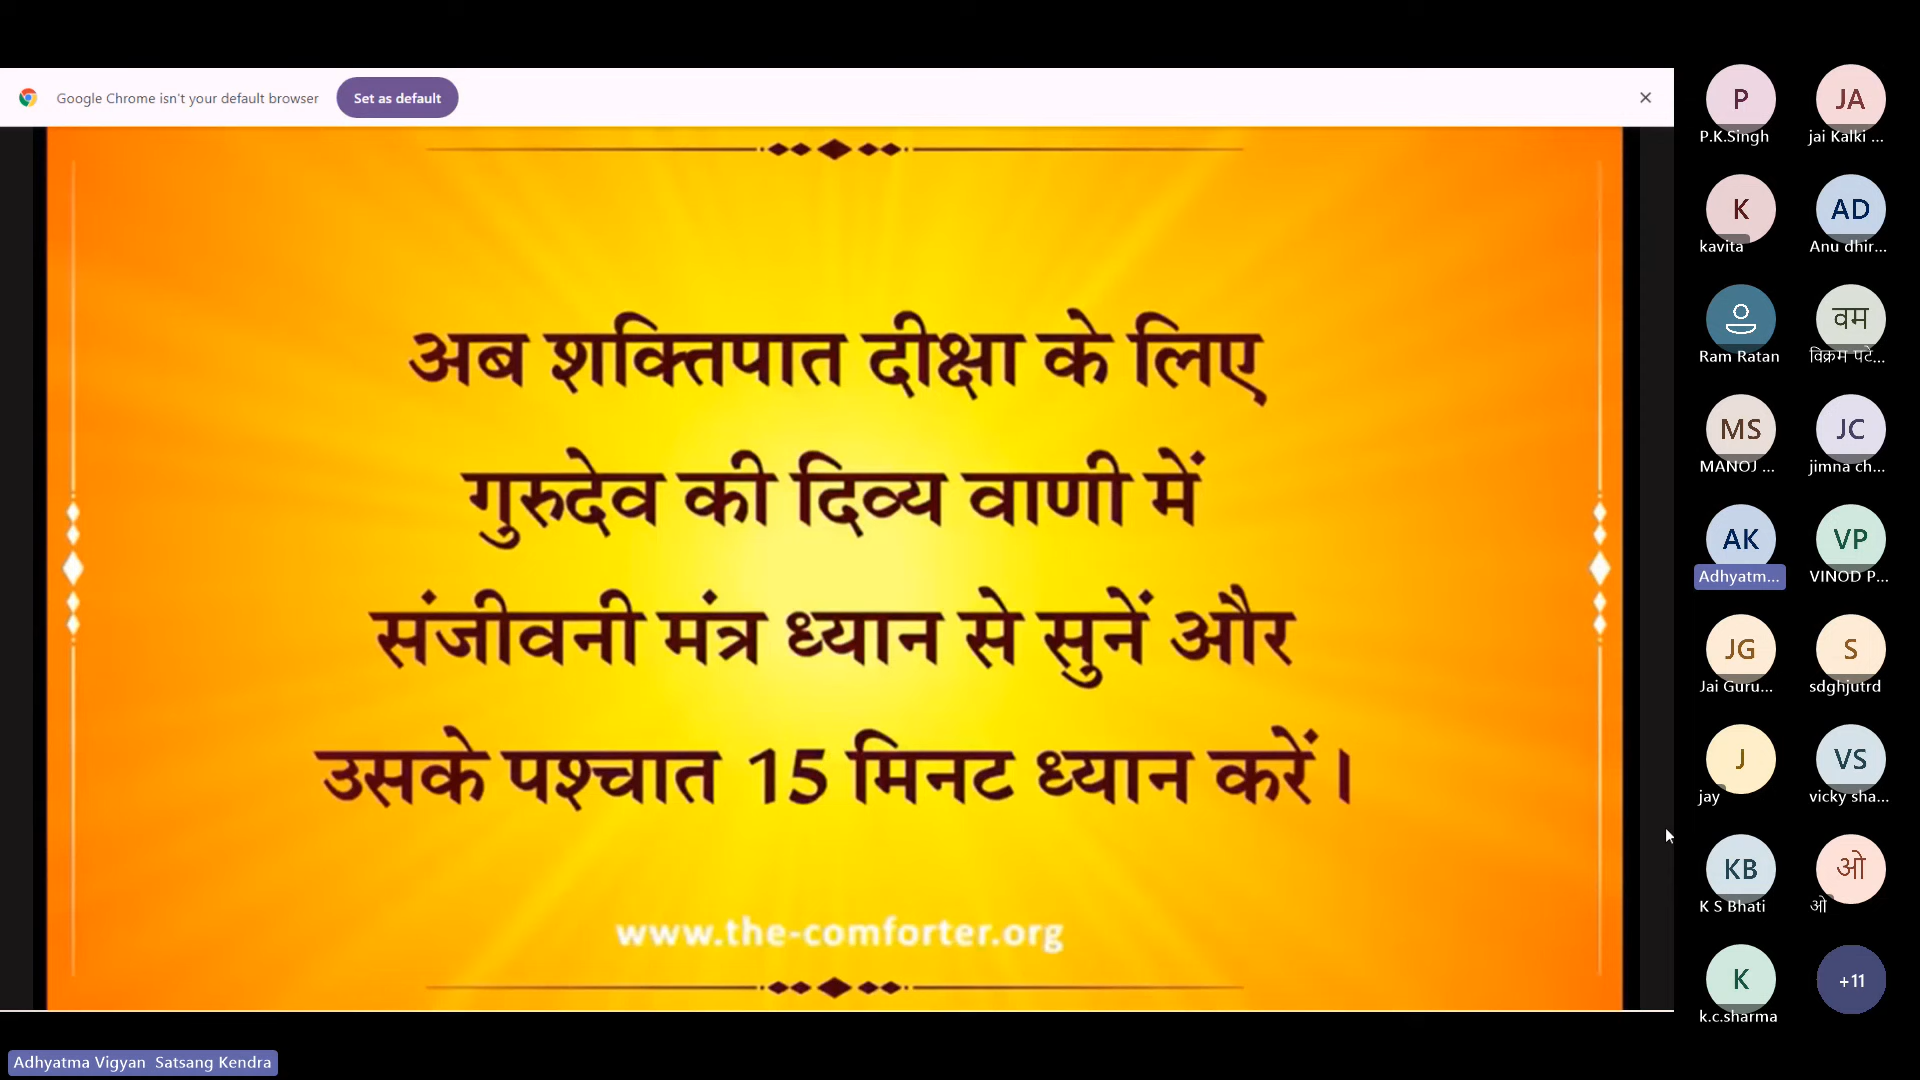 Google Chrome isn't your default browser
Set as default
अब शक्तिपात दीक्षा के लिए
गुरुदेव की दिव्य वाणी में
संजीवनी मंत्र ध्यान से सुनें और
उसके पश्चात 15 मिनट ध्यान करें।
www.the-comforter.org
P
P.K.Singh
JA
jai Kalki ...
K
kavita
AD
Anu dhir...
Ram Ratan
वम
विक्रम पटे...
MS
MANOJ ...
JC
jimna ch...
AK
Adhyatm...
VP
VINOD P...
JG
Jai Guru...
S
sdghjutrd
J
jay
VS
vicky sha...
KB
K S Bhati
ओ
ओ
K
k.c.sharma
+11
Adhyatma Vigyan Satsang Kendra